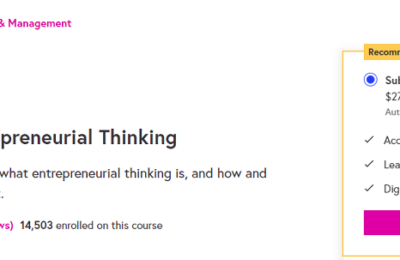 & Management
Recomm
Sub
$27
Aut
preneurial Thinking
Acc
what entrepreneurial thinking is, and how and
Lea
.
Dig
ws) 14,503 enrolled on this course